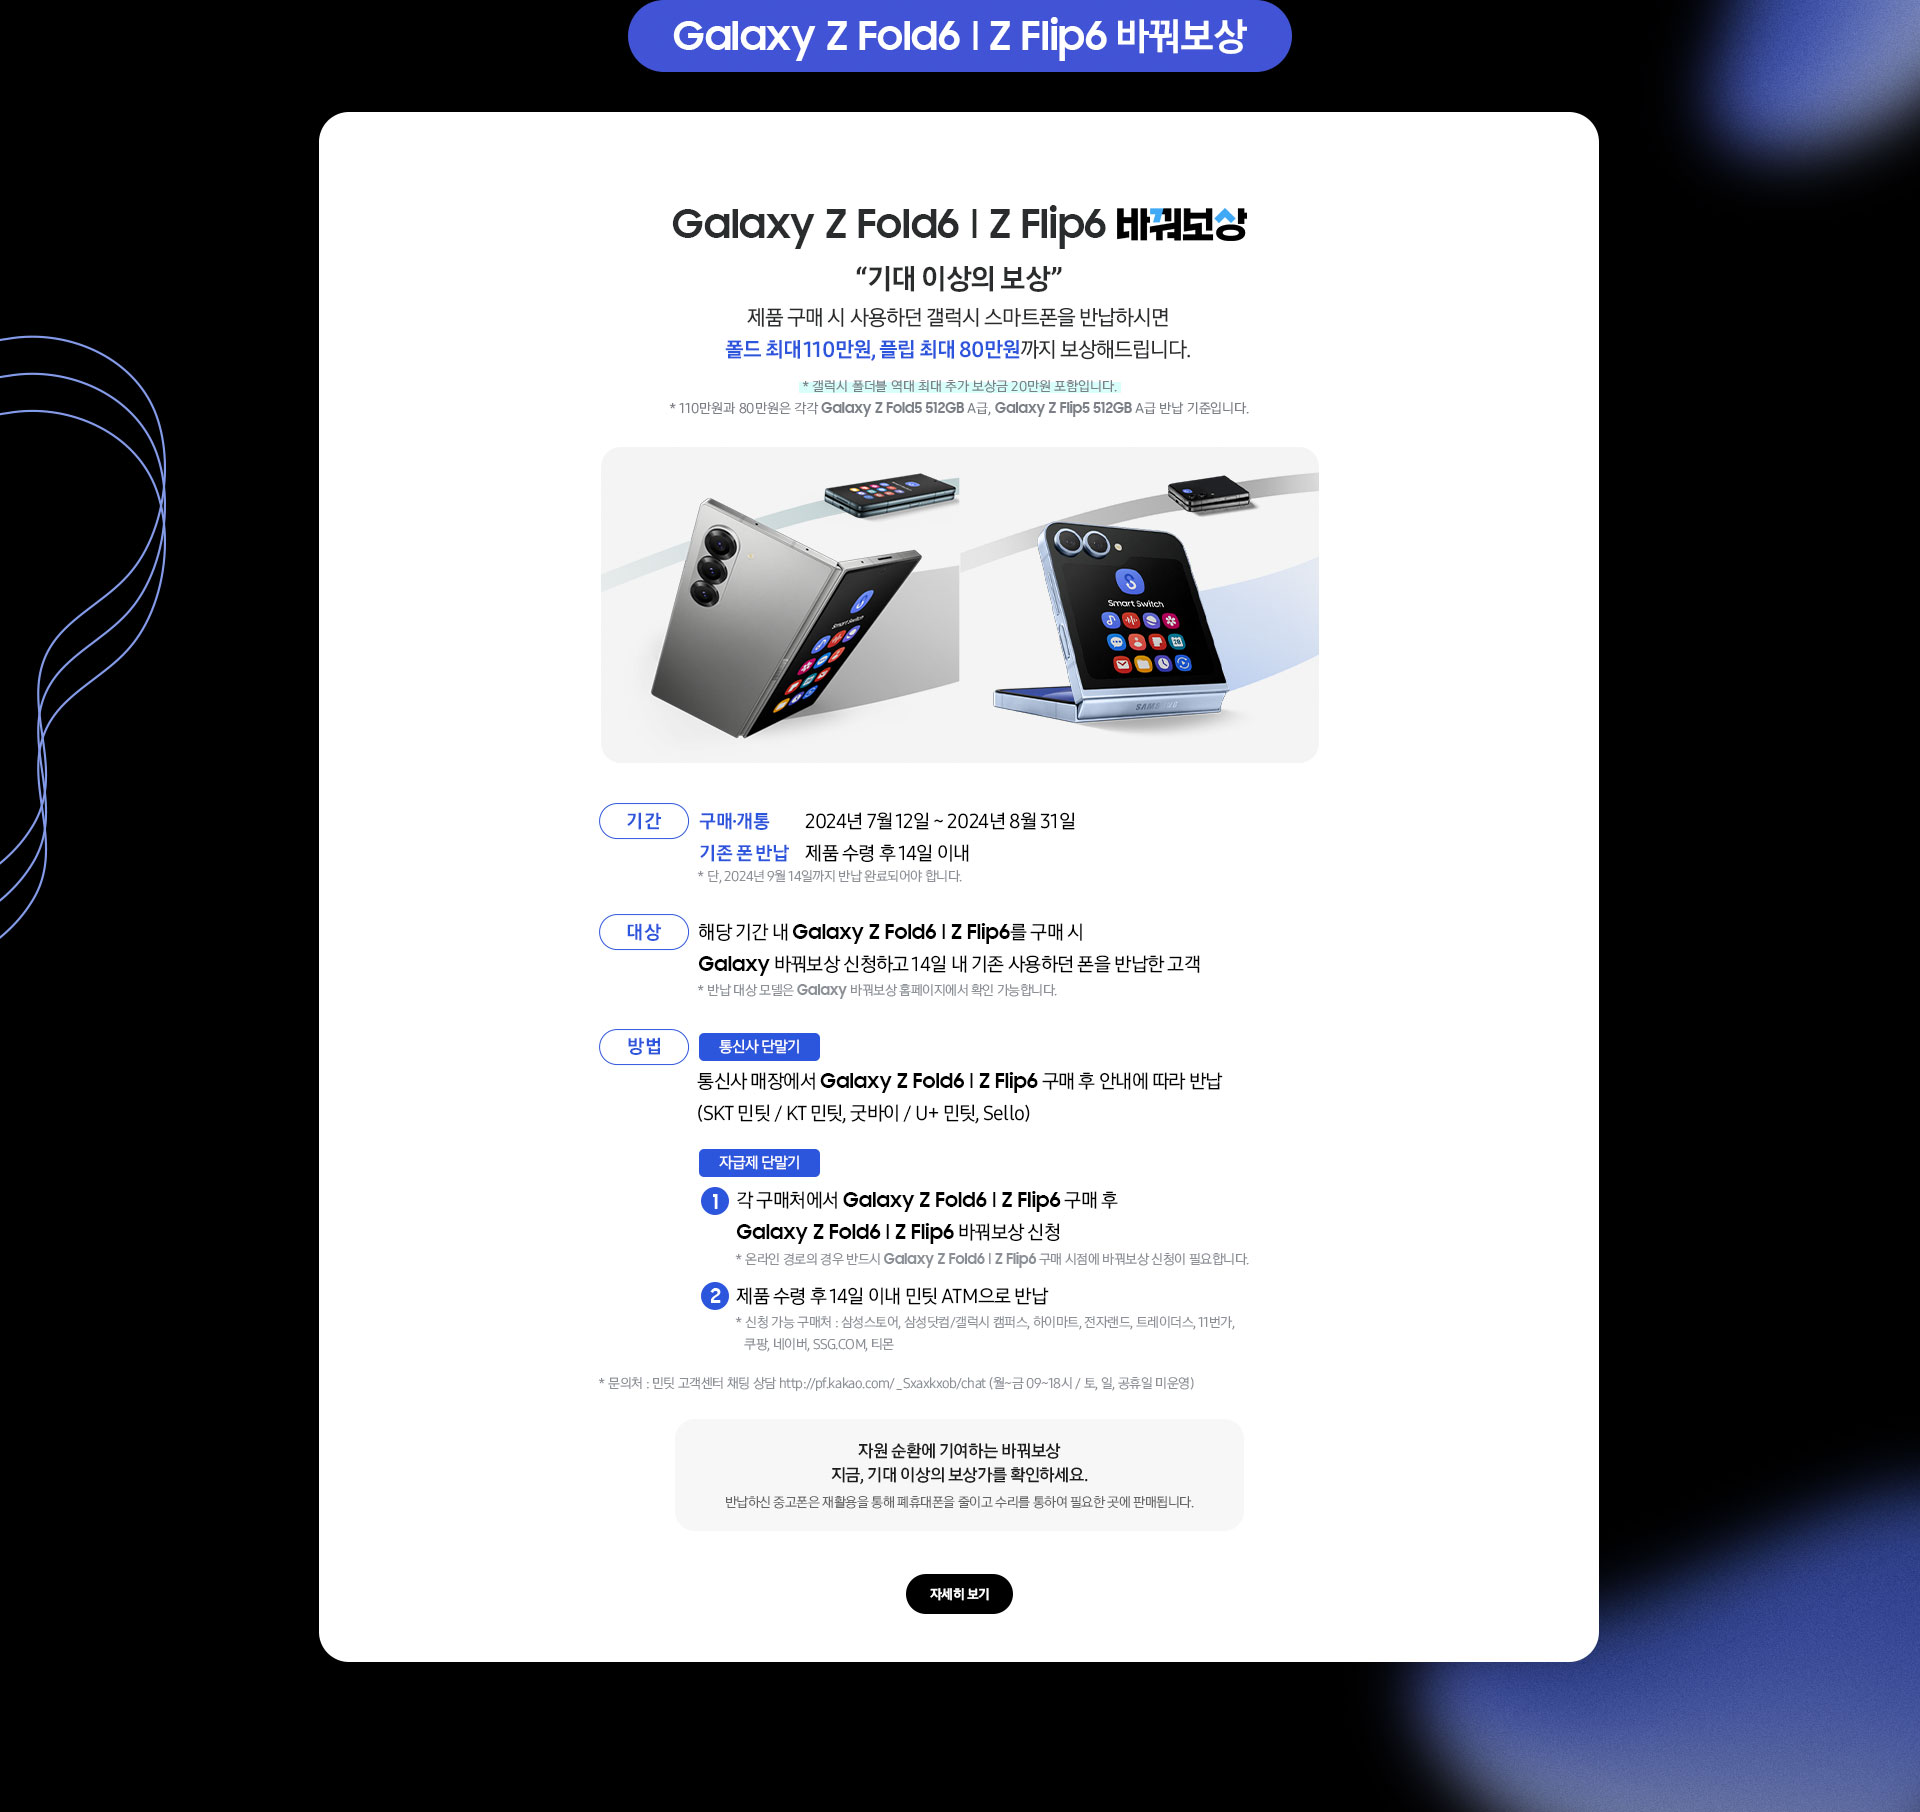 Galaxy Z Fold6 | Z Flip6 바꿔보상
Galaxy Z Fold6 | Z Flip6 바꿔보상
“기대 이상의 보상”
제품 구매 시 사용하던 갤럭시 스마트폰을 반납하시면
폴드 최대 110만원, 플립 최대 80만원까지 보상해드립니다.
* 갤럭시 폴더블 역대 최대 추가 보상금 20만원 포함입니다.
* 110만원과 80만원은 각각 Galaxy Z Fold5 512GB A급, Galaxy Z Flip5 512GB A급 반납 기준입니다.
Smart Switch
Smart Switch
SAMSUNG
기간
구매·개통 2024년 7월 12일 ~ 2024년 8월 31일
기존 폰 반납 제품 수령 후 14일 이내
* 단, 2024년 9월 14일까지 반납 완료되어야 합니다.
대상
해당 기간 내 Galaxy Z Fold6 | Z Flip6를 구매 시
Galaxy 바꿔보상 신청하고 14일 내 기존 사용하던 폰을 반납한 고객
* 반납 대상 모델은 Galaxy 바꿔보상 홈페이지에서 확인 가능합니다.
방법
통신사 단말기
통신사 매장에서 Galaxy Z Fold6 | Z Flip6 구매 후 안내에 따라 반납
(SKT 민팃 / KT 민팃, 굿바이 / U+ 민팃, Sello)
자급제 단말기
1 각 구매처에서 Galaxy Z Fold6 | Z Flip6 구매 후
Galaxy Z Fold6 | Z Flip6 바꿔보상 신청
* 온라인 경로의 경우 반드시 Galaxy Z Fold6 | Z Flip6 구매 시점에 바꿔보상 신청이 필요합니다.
2 제품 수령 후 14일 이내 민팃 ATM으로 반납
* 신청 가능 구매처 : 삼성스토어, 삼성닷컴/갤럭시 캠퍼스, 하이마트, 전자랜드, 트레이더스, 11번가,
쿠팡, 네이버, SSG.COM, 티몬
* 문의처 : 민팃 고객센터 채팅 상담 http://pf.kakao.com/_Sxaxkxob/chat (월~금 09~18시 / 토, 일, 공휴일 미운영)
자원 순환에 기여하는 바꿔보상
지금, 기대 이상의 보상가를 확인하세요.
반납하신 중고폰은 재활용을 통해 폐휴대폰을 줄이고 수리를 통하여 필요한 곳에 판매됩니다.
자세히 보기